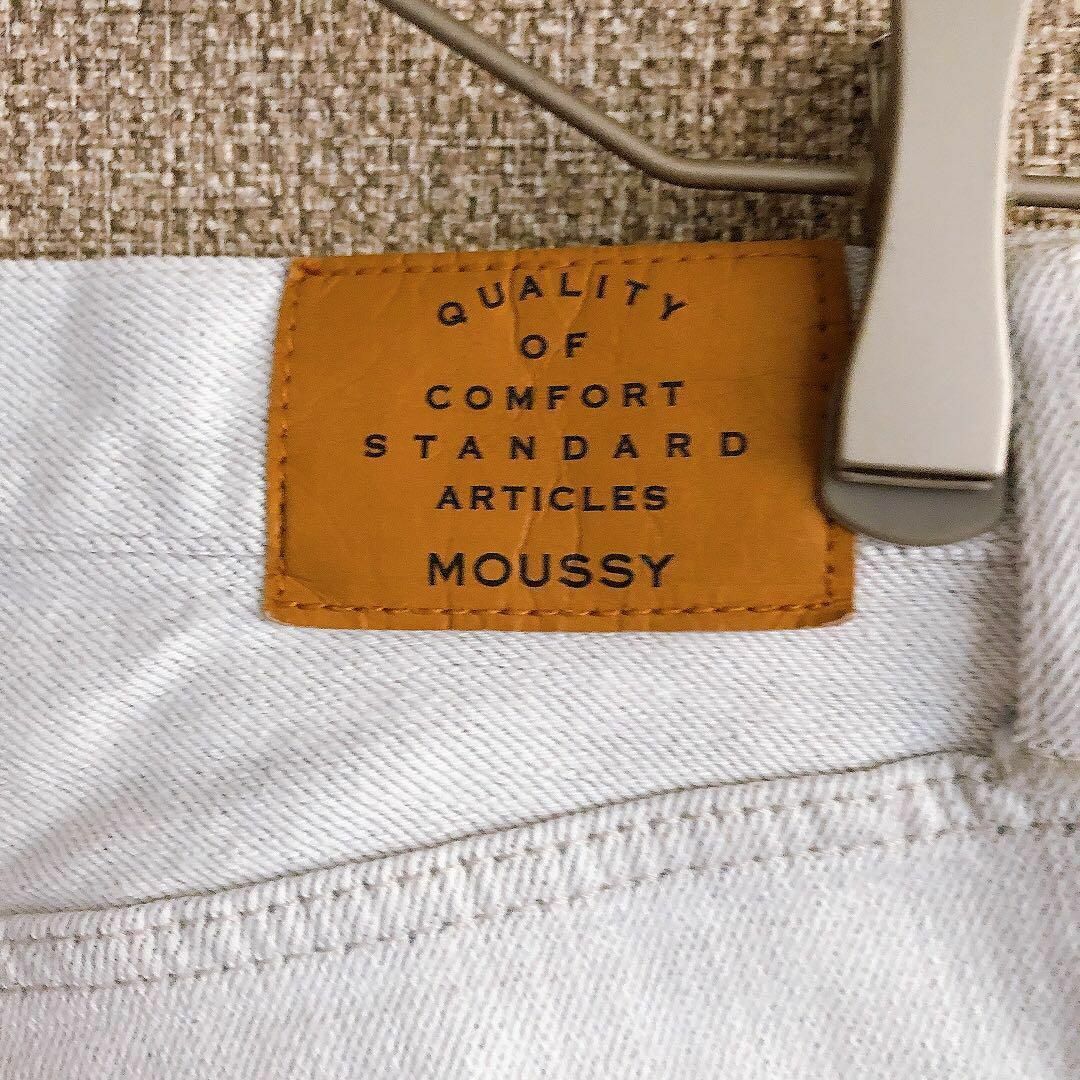 QUALITY
OF
COMFORT
STANDARD
ARTICLES
MOUSSY